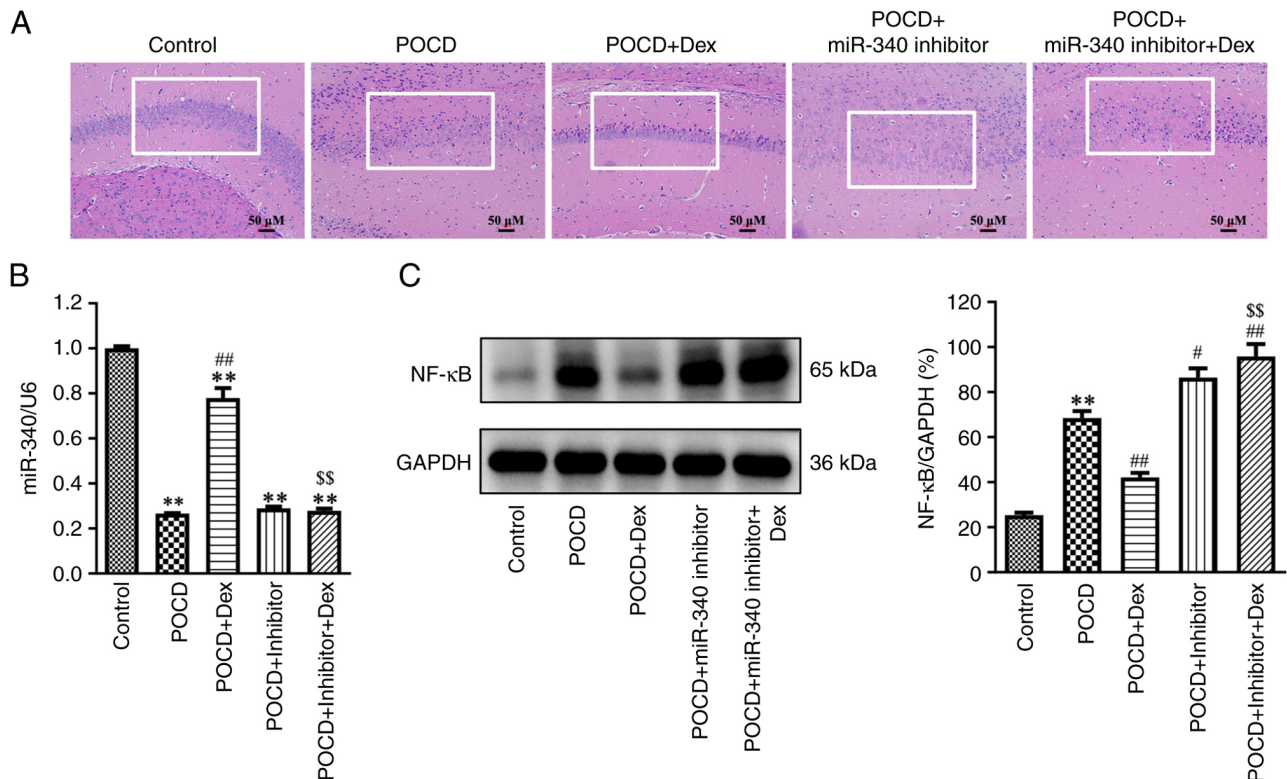 A
Control
POCD
POCD+Dex
POCD+
miR-340 inhibitor
POCD+
miR-340 inhibitor+Dex
50 μM
50 μM
50 μM
50 μM
50 μM
B
miR-340/U6
1.2
1.0
0.8
0.6
0.4
0.2
0.0
**
##
**
**
$$
**
Control
POCD
POCD+Dex
POCD+Inhibitor
POCD+Inhibitor+Dex
C
NF-κB
65 kDa
GAPDH
36 kDa
Control
POCD
POCD+Dex
POCD+miR-340 inhibitor
POCD+miR-340 inhibitor+
Dex
NF-κB/GAPDH (%)
120
100
80
60
40
20
0
**
##
#
$$
##
Control
POCD
POCD+Dex
POCD+Inhibitor
POCD+Inhibitor+Dex